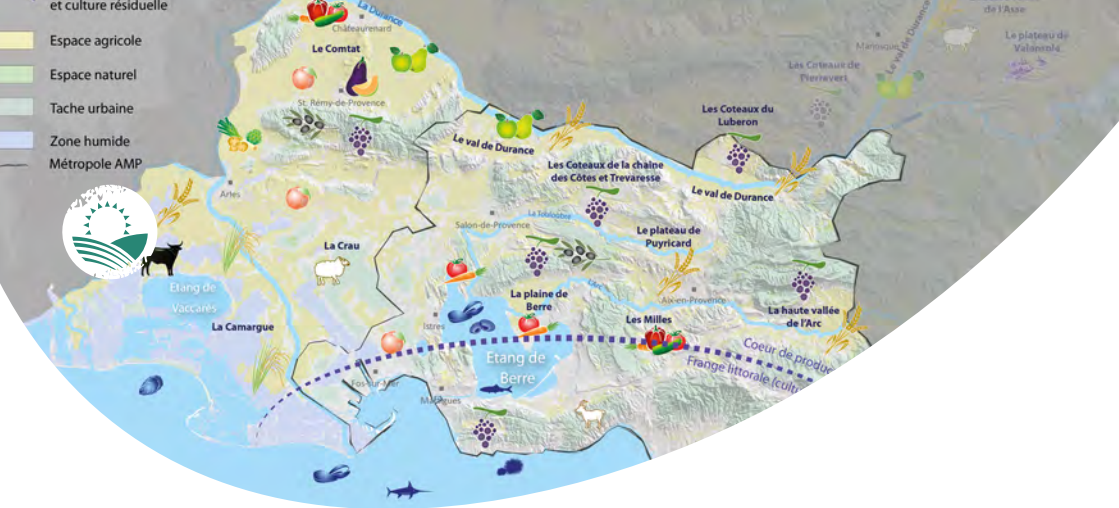 et culture résiduelle
Espace agricole
Espace naturel
Tache urbaine
Zone humide
Métropole AMP
La Durance
Châteaurenard
Le Comtat
St. Rémy-de-Provence
Arles
La Crau
Etang de
Vaccarès
La Camargue
Le val de Durance
Les Coteaux de la chaîne
des Côtes et Trevaresse
Les Coteaux du
Luberon
Le val de Durance
Manosque
Les Coteaux de
Pierrevert
Le val de Durance
de l'Asse
Le plateau de
Valensole
Salon-de-Provence
La Touloubre
Le plateau de
Puyricard
L'Arc
Aix-en-Provence
La plaine de
Berre
Les Milles
La haute vallée
de l'Arc
Istres
Etang de
Berre
Fos-sur-Mer
Martigues
Coeur de produc
Frange littorale (cultu